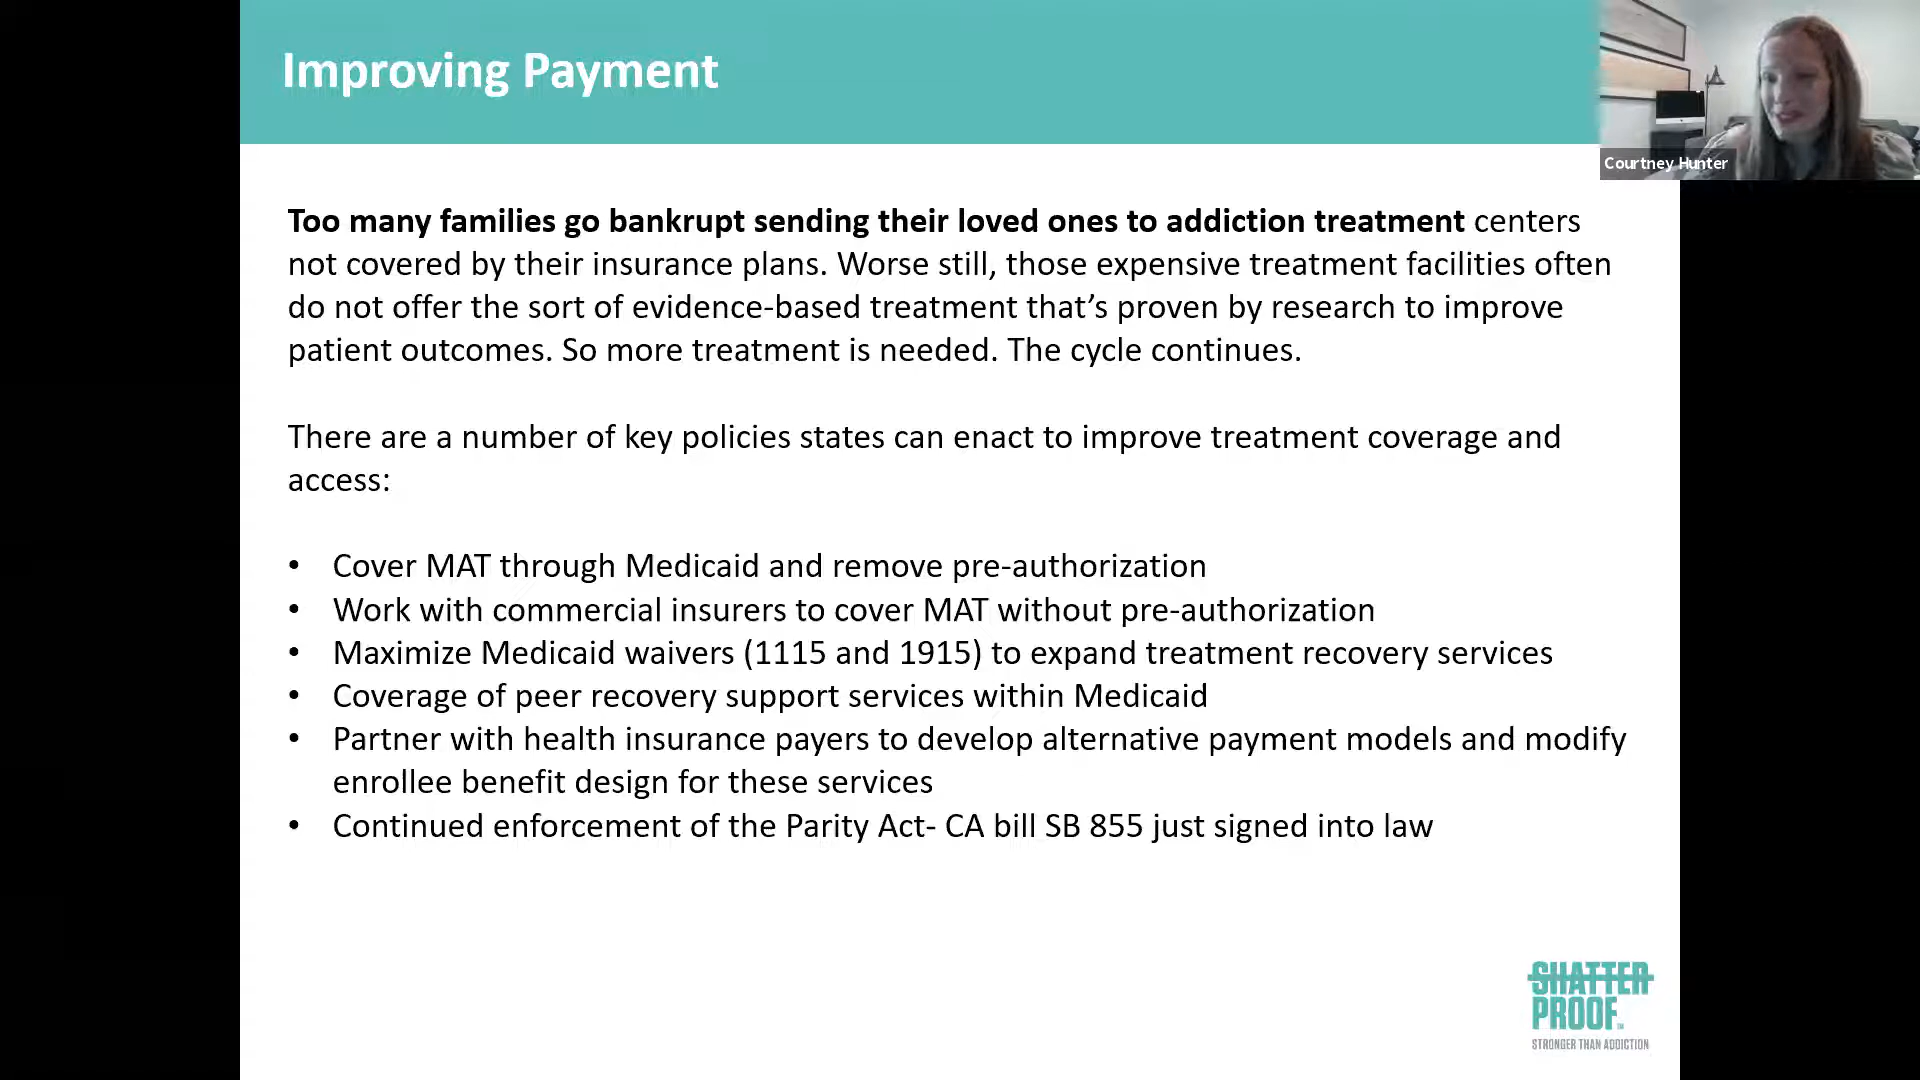 Improving Payment
Courtney Hunter
Too many families go bankrupt sending their loved ones to addiction treatment centers
not covered by their insurance plans. Worse still, those expensive treatment facilities often
do not offer the sort of evidence-based treatment that’s proven by research to improve
patient outcomes. So more treatment is needed. The cycle continues.
There are a number of key policies states can enact to improve treatment coverage and
access:
• Cover MAT through Medicaid and remove pre-authorization
• Work with commercial insurers to cover MAT without pre-authorization
• Maximize Medicaid waivers (1115 and 1915) to expand treatment recovery services
• Coverage of peer recovery support services within Medicaid
• Partner with health insurance payers to develop alternative payment models and modify
enrollee benefit design for these services
• Continued enforcement of the Parity Act- CA bill SB 855 just signed into law
SHATTER
PROOF™
STRONGER THAN ADDICTION